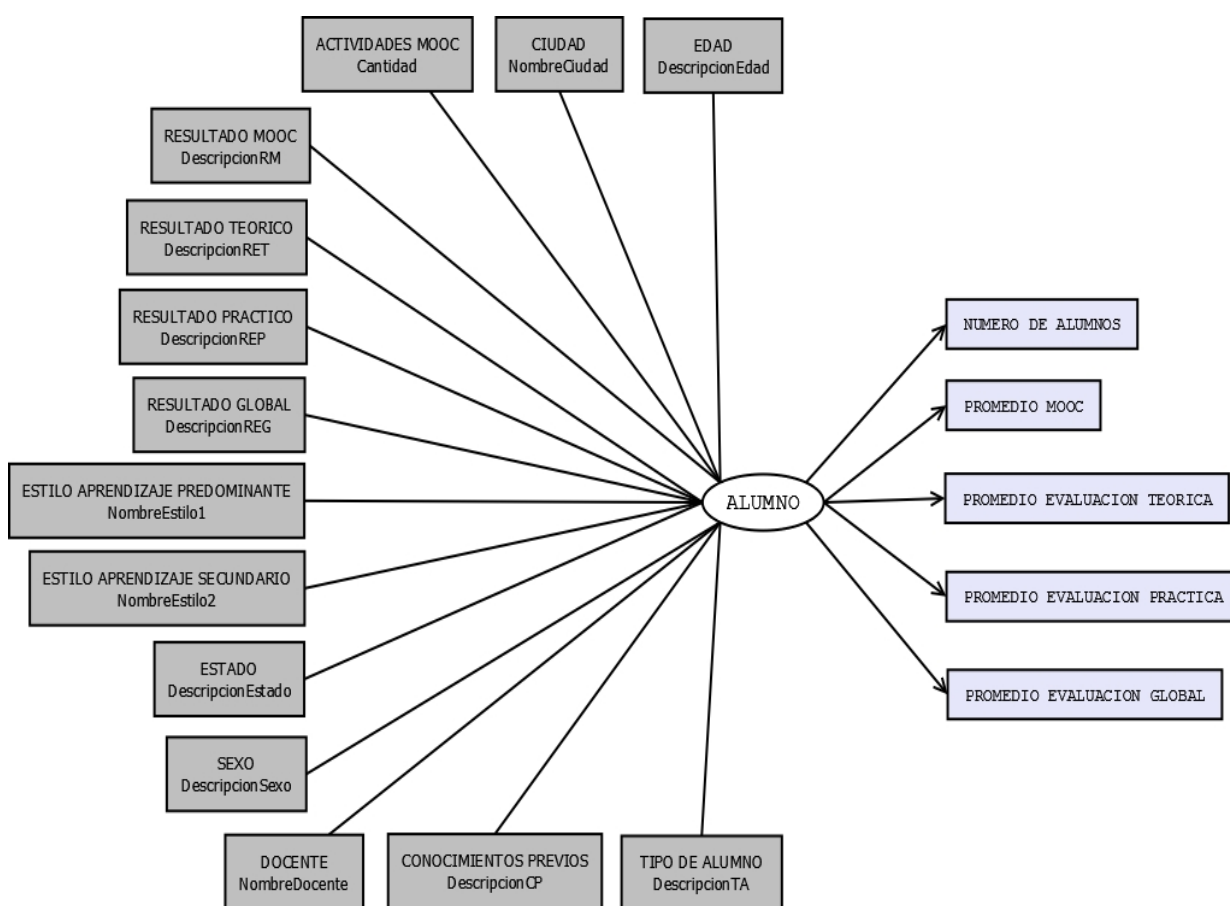 ACTIVIDADES MOOC
Cantidad
CIUDAD
NombreCiudad
EDAD
DescripcionEdad
RESULTADO MOOC
DescripcionRM
RESULTADO TEORICO
DescripcionRET
RESULTADO PRACTICO
DescripcionREP
RESULTADO GLOBAL
DescripcionREG
ESTILO APRENDIZAJE PREDOMINANTE
NombreEstilo1
ESTILO APRENDIZAJE SECUNDARIO
NombreEstilo2
ESTADO
DescripcionEstado
SEXO
DescripcionSexo
DOCENTE
NombreDocente
CONOCIMIENTOS PREVIOS
DescripcionCP
TIPO DE ALUMNO
DescripcionTA
ALUMNO
NUMERO DE ALUMNOS
PROMEDIO MOOC
PROMEDIO EVALUACION TEORICA
PROMEDIO EVALUACION PRACTICA
PROMEDIO EVALUACION GLOBAL